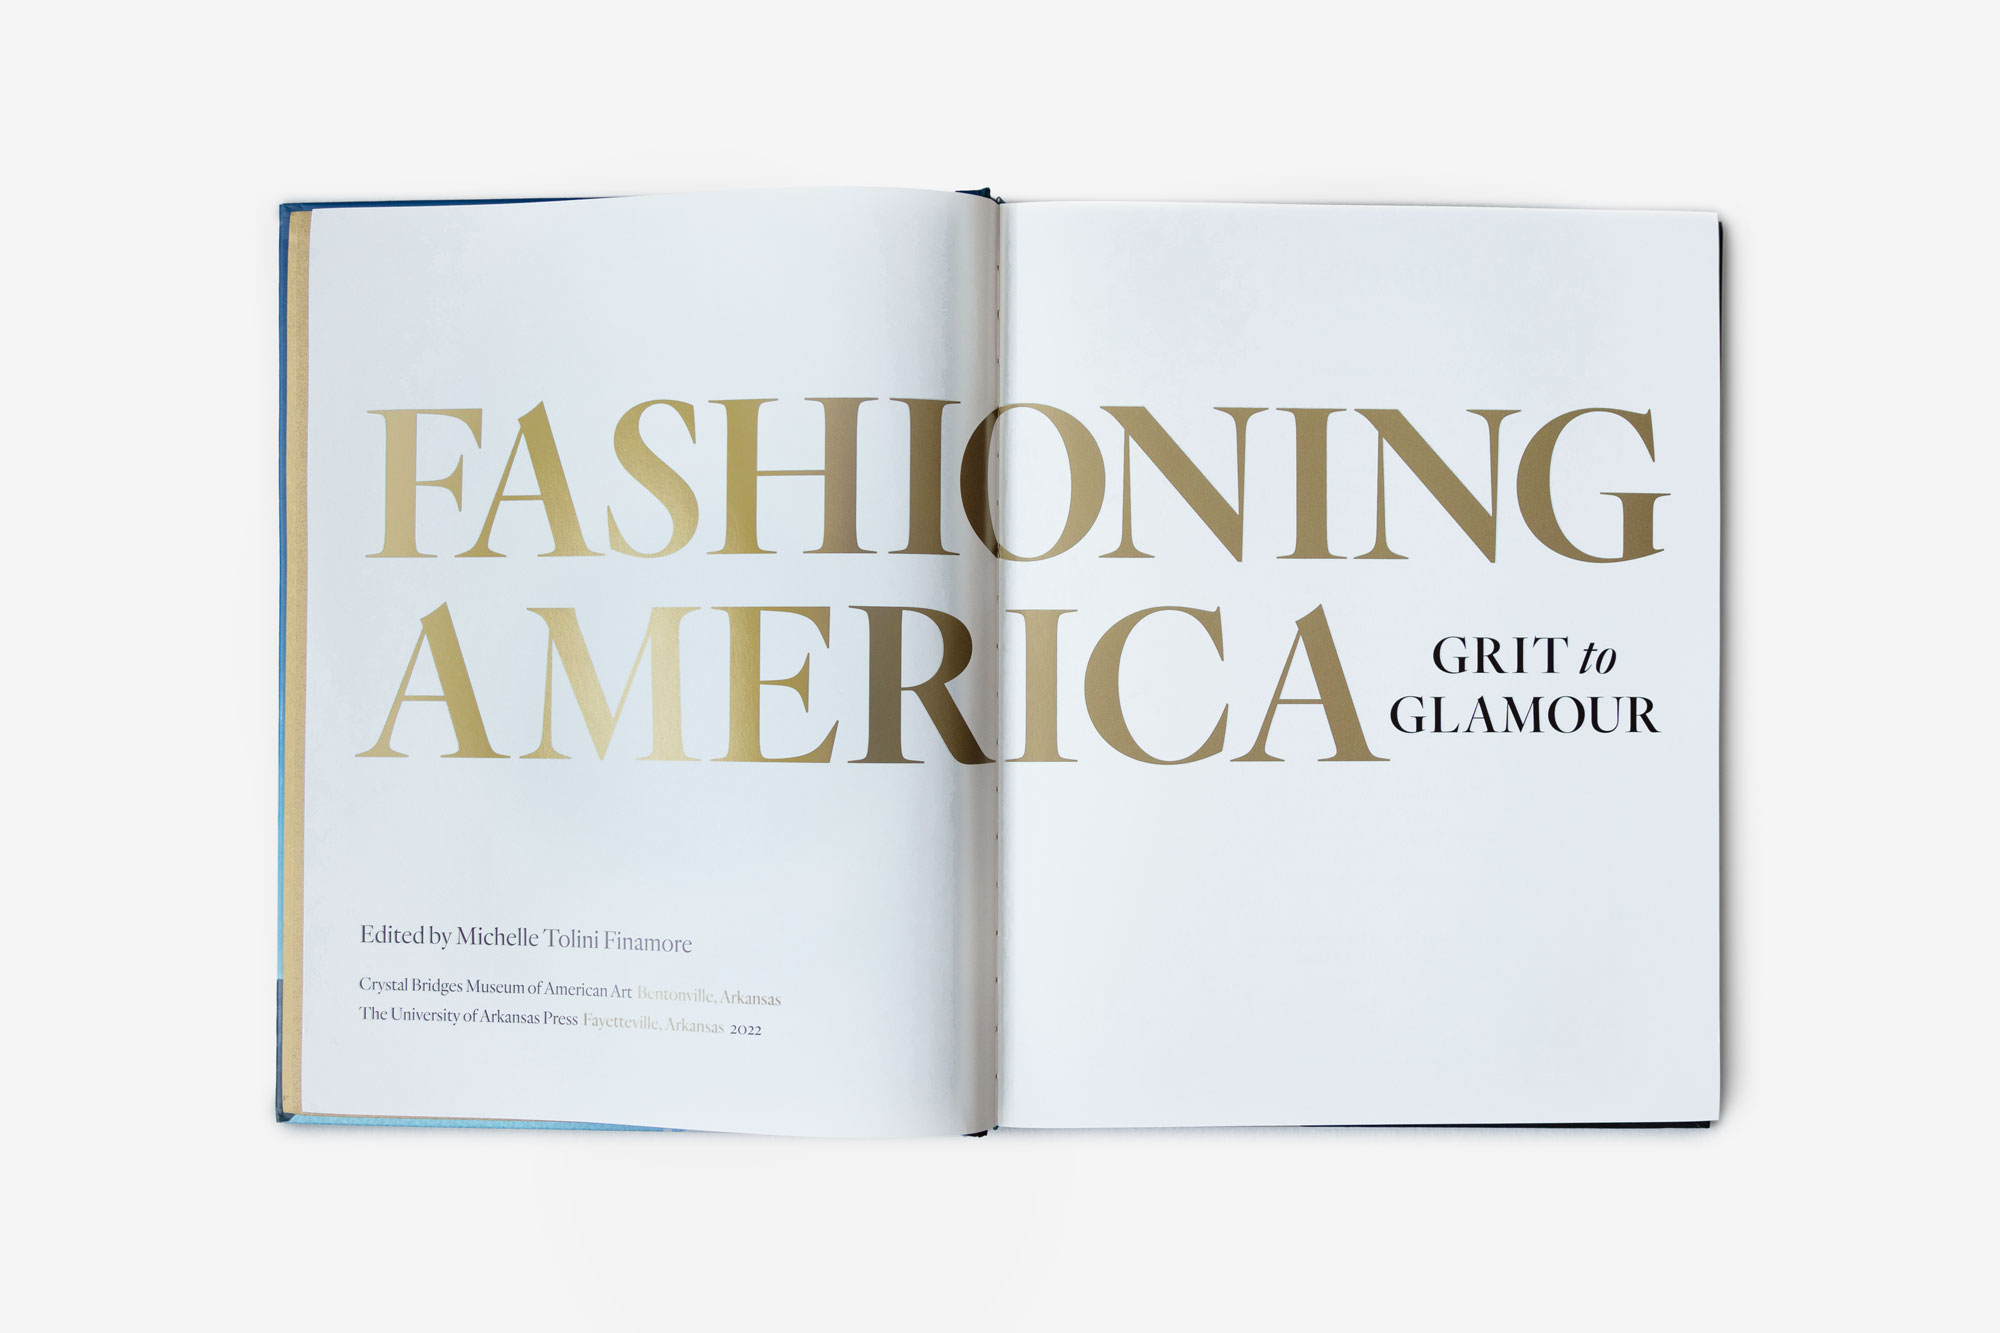 FASHIONING
AMERICA
GRIT to
GLAMOUR
Edited by Michelle Tolini Finamore
Crystal Bridges Museum of American Art Bentonville, Arkansas
The University of Arkansas Press Fayetteville, Arkansas 2022